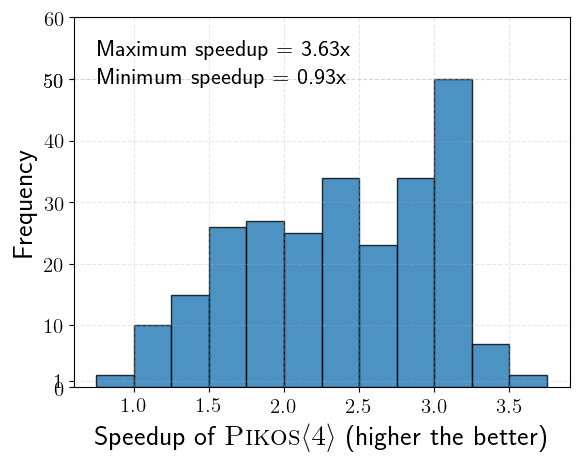 Maximum speedup = 3.63x
Minimum speedup = 0.93x
Frequency
60
50
40
30
20
10
1
0
1.0 1.5 2.0 2.5 3.0 3.5
Speedup of PIKOS⟨4⟩ (higher the better)